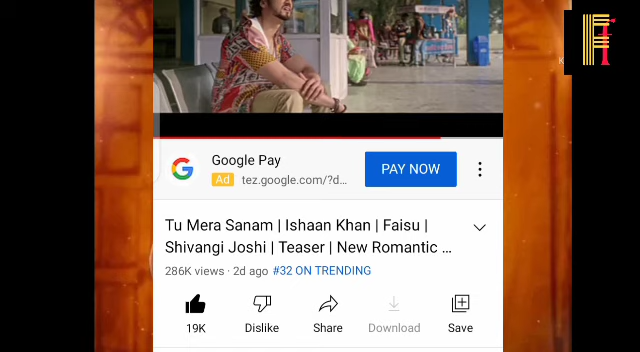 Google Pay
Ad tez.google.com/?d...
PAY NOW
Tu Mera Sanam | Ishaan Khan | Faisu |
Shivangi Joshi | Teaser | New Romantic ...
286K views · 2d ago #32 ON TRENDING
19K Dislike Share Download Save